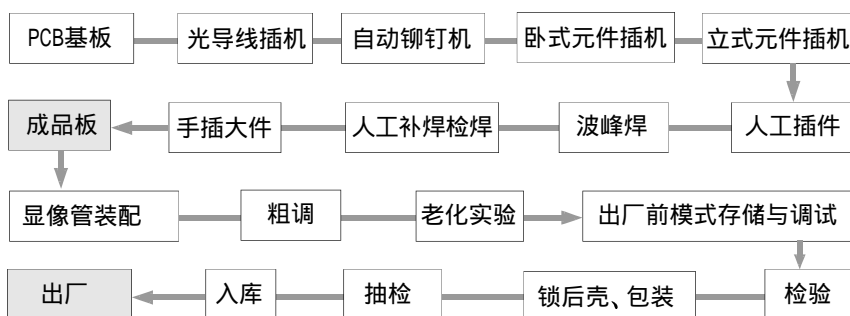 PCB基板 光导线插机 自动铆钉机 卧式元件插机 立式元件插机
成品板 手插大件 人工补焊检焊 波峰焊 人工插件
显像管装配 粗调 老化实验 出厂前模式存储与调试
出厂 入库 抽检 锁后壳、包装 检验